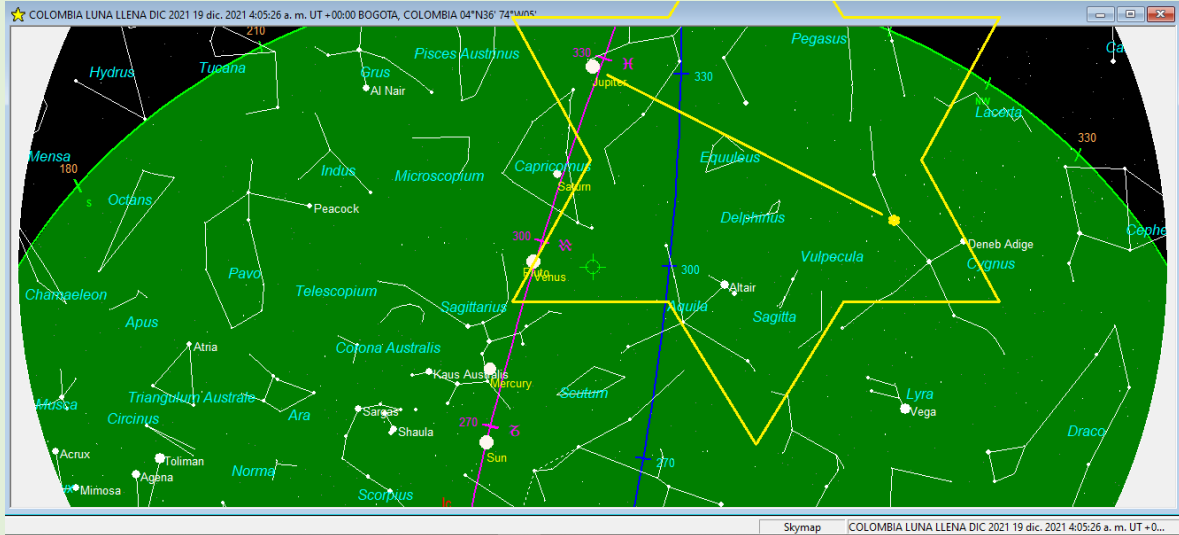 COLOMBIA LUNA LLENA DIC 2021 19 dic. 2021 4:05:26 a. m. UT +00:00 BOGOTA, COLOMBIA 04°N36' 74°W05'
210
Pegasus
Ca
Pisces Austrinus
330
♓
Hydrus
Tucana
Grus
330
Jupiter
Al Nair
NW
Lacerta
330
Mensa
Equuleus
180
Capricornus
Indus
Microscopium
Saturn
Octans
S
Peacock
Delphinus
Cephe
300
♒
Deneb Adige
Vulpecula
Cygnus
Pavo
300
Pluto
Venus
Telescopium
Altair
Chamaeleon
Sagittarius
Aquila
Sagitta
Apus
Atria
Corona Australis
Kaus Australis
Mercury
Scutum
Lyra
Triangulum Australe
Musca
Ara
Sargas
Vega
Circinus
270
♑
Shaula
Draco
Acrux
Toliman
Sun
270
Norma
Agena
Mimosa
Scorpius
Ic
Skymap
COLOMBIA LUNA LLENA DIC 2021 19 dic. 2021 4:05:26 a. m. UT +0...